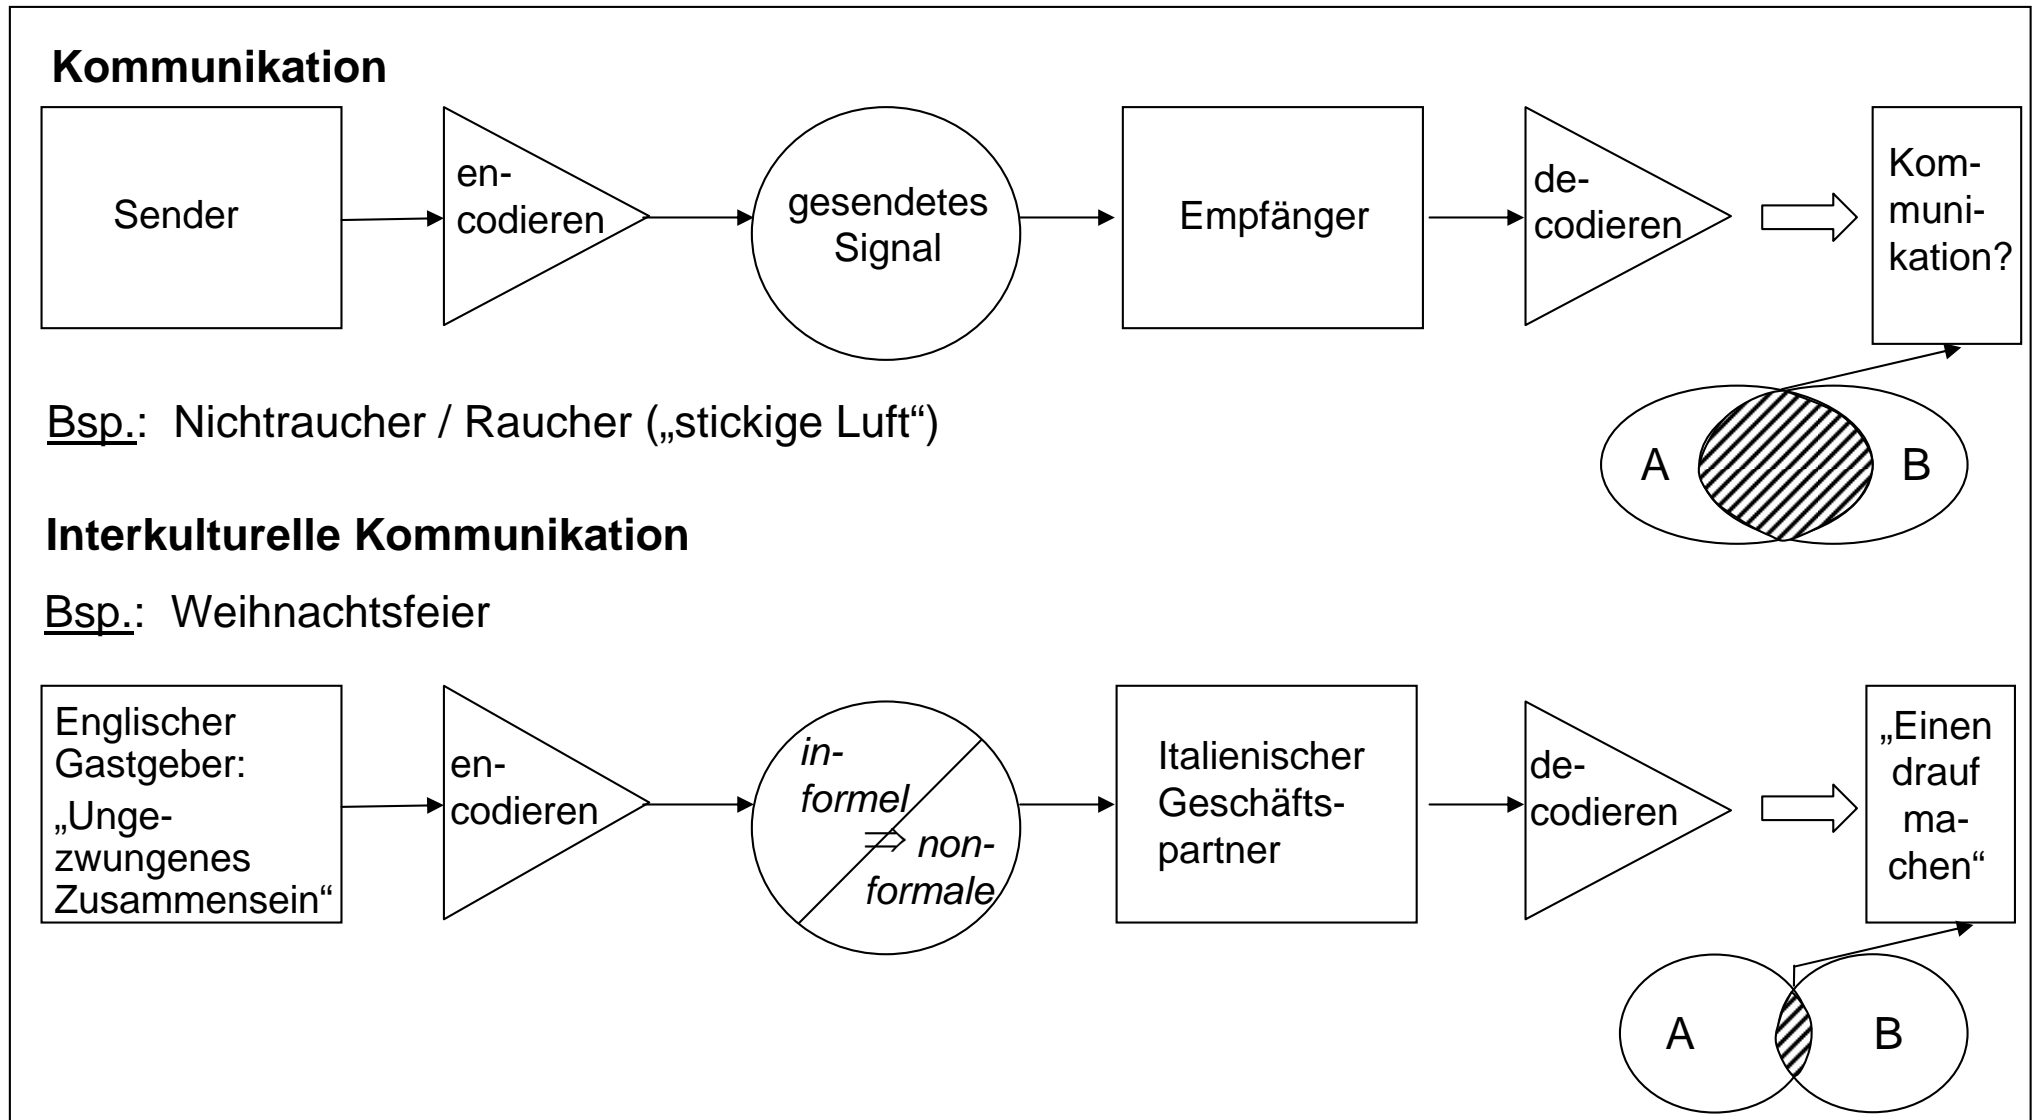 Kommunikation
Sender
en-
codieren
gesendetes
Signal
Empfänger
de-
codieren
Kom-
muni-
kation?
Bsp.: Nichtraucher / Raucher („stickige Luft“)
A
B
Interkulturelle Kommunikation
Bsp.: Weihnachtsfeier
Englischer
Gastgeber:
„Unge-
zwungenes
Zusammensein“
en-
codieren
in-
formel
non-
formale
Italienischer
Geschäfts-
partner
de-
codieren
„Einen
drauf
ma-
chen“
A
B